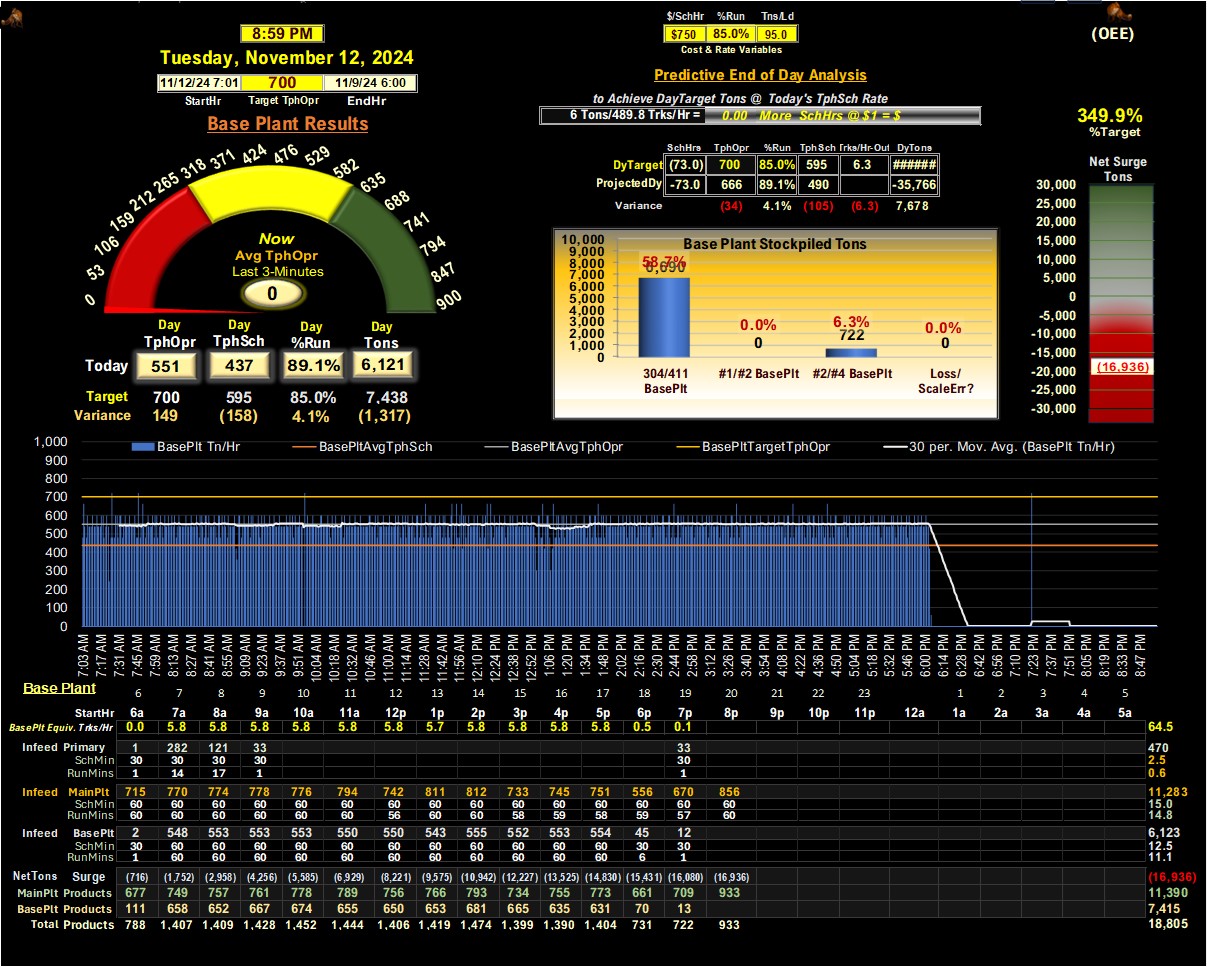 $/SchHr %Run Tns/Ld
8:59 PM
$750 85.0% 95.0
(OEE)
Cost & Rate Variables
Tuesday, November 12, 2024
Predictive End of Day Analysis
11/12/24 7:01 700 11/9/24 6:00
StartHr Target TphOpr EndHr
to Achieve DayTarget Tons @ Today's TphSch Rate
6 Tons/489.8 Trks/Hr = 0.00 More SchHrs @ $1 = $
349.9%
%Target
Base Plant Results
SchHrs TphOpr %Run TphSch Trks/Hr-Out DyTons
DyTarget (73.0) 700 85.0% 595 6.3 ######
ProjectedDy -73.0 666 89.1% 490 -35,766
Variance (34) 4.1% (105) (6.3) 7,678
Net Surge
Tons
30,000
25,000
20,000
15,000
10,000
5,000
0
-5,000
-10,000
-15,000
-20,000
-25,000
-30,000
(16,936)
0 53 106 159 212 265 318 371 424 476 529 582 635 688 741 794 847 900
Now
Avg TphOpr
Last 3-Minutes
0
Day Day Day Day
TphOpr TphSch %Run Tons
Today 551 437 89.1% 6,121
Target 700 595 85.0% 7,438
Variance 149 (158) 4.1% (1,317)
Base Plant Stockpiled Tons
10,000
9,000
8,000
7,000
6,000
5,000
4,000
3,000
2,000
1,000
0
58.7% 0.0% 6.3% 0.0%
6,690 0 722 0
304/411 #1/#2 BasePlt #2/#4 BasePlt Loss/
BasePlt ScaleErr?
BasePlt Tn/Hr BasePltAvgTphSch BasePltAvgTphOpr BasePltTargetTphOpr 30 per. Mov. Avg. (BasePlt Tn/Hr)
1,000
900
800
700
600
500
400
300
200
100
0
7:03 AM 7:17 AM 7:31 AM 7:45 AM 7:59 AM 8:13 AM 8:27 AM 8:41 AM 8:55 AM 9:09 AM 9:23 AM 9:37 AM 9:51 AM 10:04 AM 10:18 AM 10:32 AM 10:46 AM 11:00 AM 11:14 AM 11:28 AM 11:42 AM 11:56 AM 12:10 PM 12:24 PM 12:38 PM 12:52 PM 1:06 PM 1:20 PM 1:34 PM 1:48 PM 2:02 PM 2:16 PM 2:30 PM 2:44 PM 2:58 PM 3:12 PM 3:26 PM 3:40 PM 3:54 PM 4:08 PM 4:22 PM 4:36 PM 4:50 PM 5:04 PM 5:18 PM 5:32 PM 5:46 PM 6:00 PM 6:14 PM 6:28 PM 6:42 PM 6:56 PM 7:10 PM 7:23 PM 7:37 PM 7:51 PM 8:05 PM 8:19 PM 8:33 PM 8:47 PM
Base Plant 6 7 8 9 10 11 12 13 14 15 16 17 18 19 20 21 22 23 1 2 3 4 5
StartHr 6a 7a 8a 9a 10a 11a 12p 1p 2p 3p 4p 5p 6p 7p 8p 9p 10p 11p 12a 1a 2a 3a 4a 5a
BasePlt Equiv. Trks/Hr 0.0 5.8 5.8 5.8 5.8 5.8 5.8 5.7 5.8 5.8 5.8 5.8 0.5 0.1 64.5
Infeed Primary 1 282 121 33 33 470
SchMin 30 30 30 30 30 2.5
RunMins 1 14 17 1 1 0.6
Infeed MainPlt 715 770 774 778 776 794 742 811 812 733 745 751 556 670 856 11,283
SchMin 60 60 60 60 60 60 60 60 60 60 60 60 60 60 60 15.0
RunMins 60 60 60 60 60 60 56 60 60 58 59 58 59 57 60 14.8
Infeed BasePlt 2 548 553 553 553 550 550 543 555 552 553 554 45 12 6,123
SchMin 30 60 60 60 60 60 60 60 60 60 60 60 30 30 12.5
RunMins 1 60 60 60 60 60 60 60 60 60 60 60 6 1 11.1
NetTons Surge (716) (1,752) (2,958) (4,256) (5,585) (6,929) (8,221) (9,575) (10,942) (12,227) (13,525) (14,830) (15,431) (16,080) (16,936) (16,936)
MainPlt Products 677 749 757 761 778 789 756 766 793 734 755 773 661 709 933 11,390
BasePlt Products 111 658 652 667 674 655 650 653 681 665 635 631 70 13 7,415
Total Products 788 1,407 1,409 1,428 1,452 1,444 1,406 1,419 1,474 1,399 1,390 1,404 731 722 933 18,805